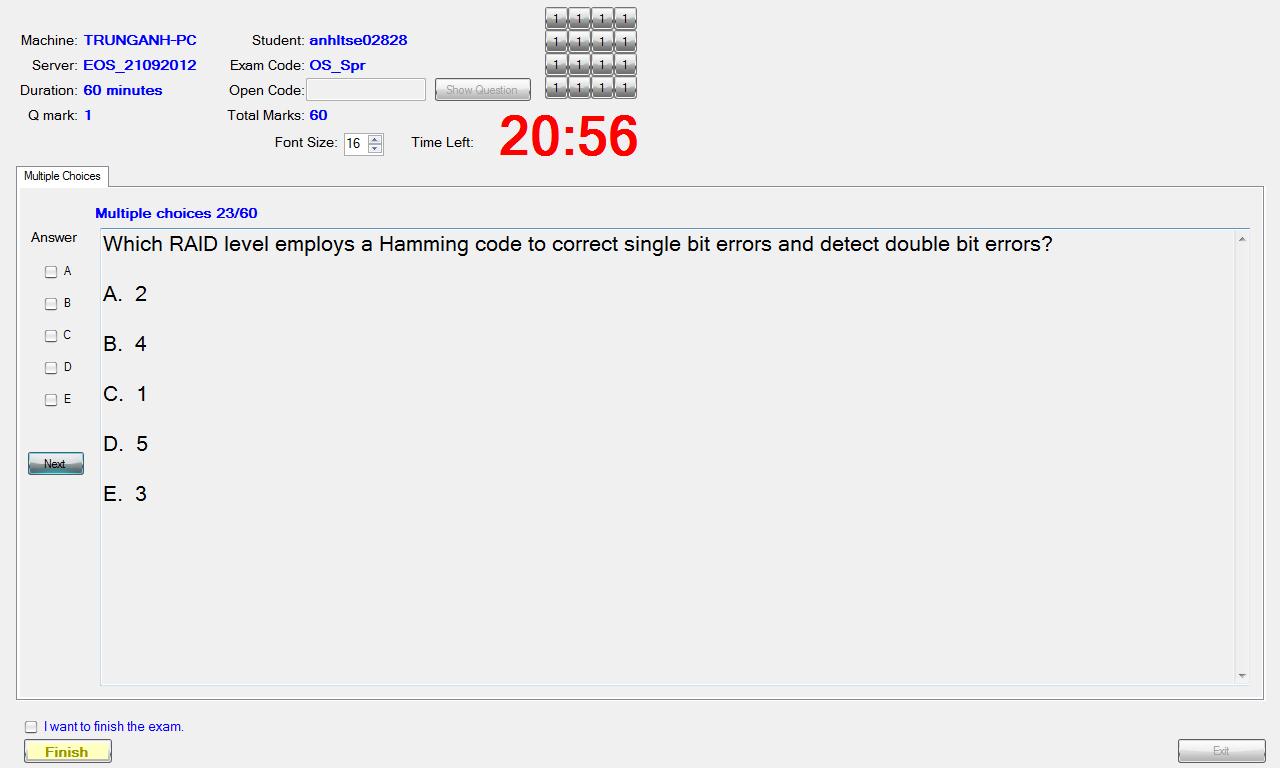 Machine: TRUNGANH-PC Student: anhltse02828
Server: EOS_21092012 Exam Code: OS_Spr
Duration: 60 minutes Open Code: Show Question
Q mark: 1 Total Marks: 60
Font Size: 16 Time Left: 20:56
1 1 1 1
1 1 1 1
1 1 1 1
1 1 1 1
Multiple Choices
Multiple choices 23/60
Answer
A
B
C
D
E
Next
Which RAID level employs a Hamming code to correct single bit errors and detect double bit errors?
A. 2
B. 4
C. 1
D. 5
E. 3
I want to finish the exam.
Finish
Exit